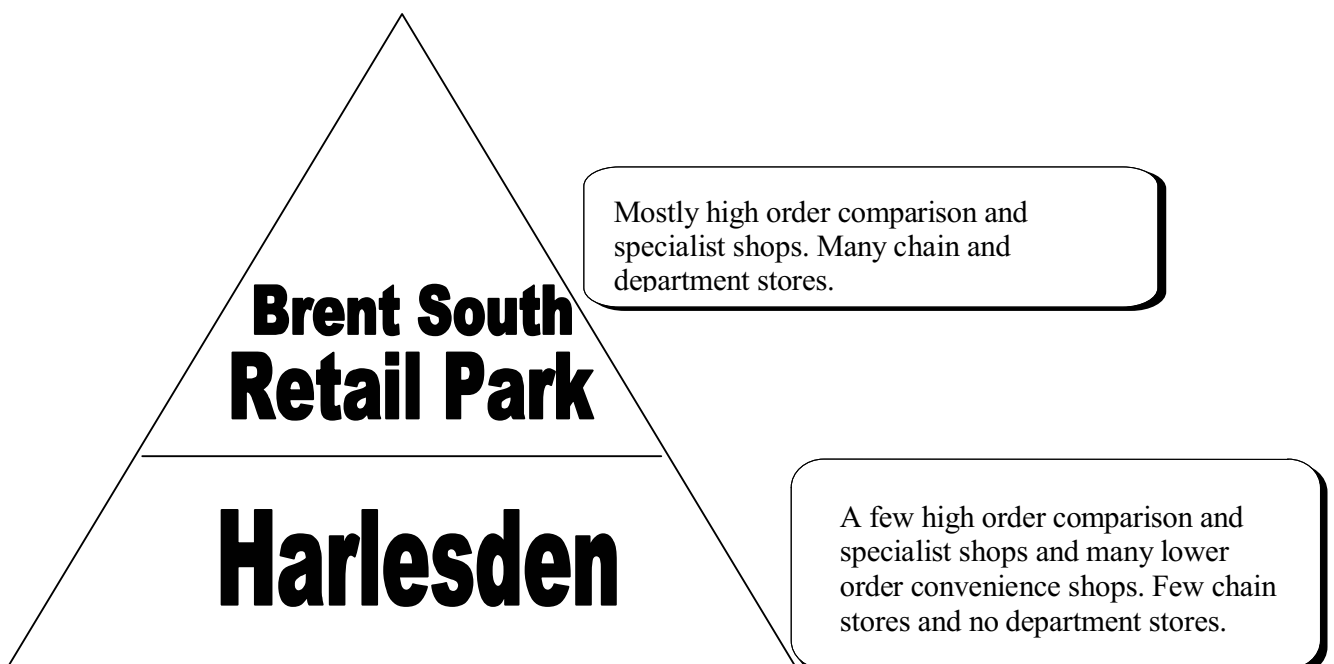 Mostly high order comparison and
specialist shops. Many chain and
department stores.
Brent South
Retail Park
Harlesden
A few high order comparison and
specialist shops and many lower
order convenience shops. Few chain
stores and no department stores.